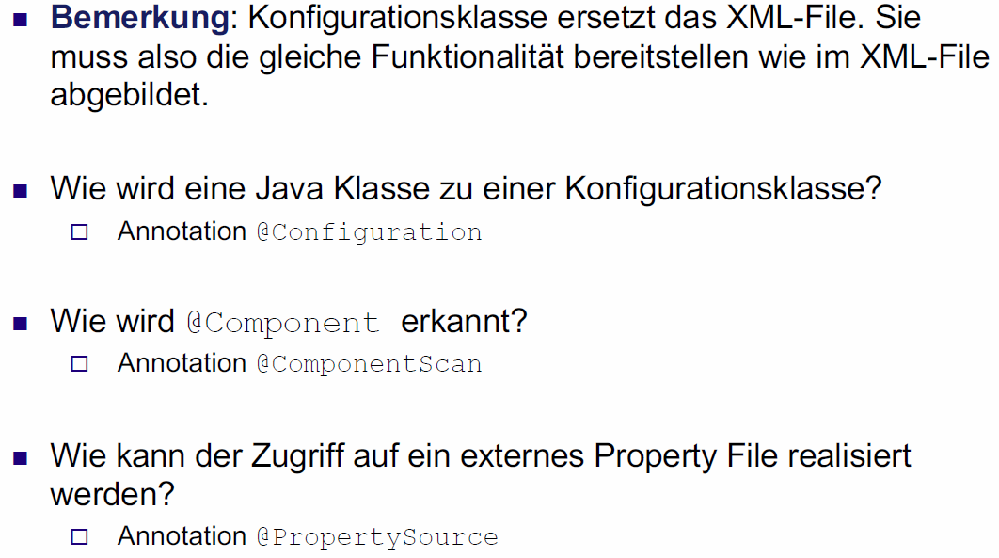 Bemerkung: Konfigurationsklasse ersetzt das XML-File. Sie
muss also die gleiche Funktionalität bereitstellen wie im XML-File
abgebildet.
Wie wird eine Java Klasse zu einer Konfigurationsklasse?
Annotation @Configuration
Wie wird @Component erkannt?
Annotation @ComponentScan
Wie kann der Zugriff auf ein externes Property File realisiert
werden?
Annotation @PropertySource